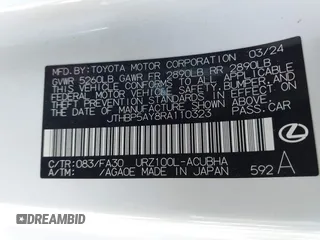 MFD. BY: TOYOTA MOTOR CORPORATION 03/24
GVWR 5260LB GAWR FR 2890LB RR 2890LB
THIS VEHICLE CONFORMS TO ALL APPLICABLE
FEDERAL MOTOR VEHICLE SAFETY, BUMPER, AND
THEFT PREVENTION STANDARDS IN EFFECT ON
THE DATE OF MANUFACTURE SHOWN ABOVE.
JTHBP5AY8RA110323
C/TR: 083/FA30 URZ100L-ACUBHA
A/TM: /AGA0E MADE IN JAPAN 592 A
© DREAMBID.COM